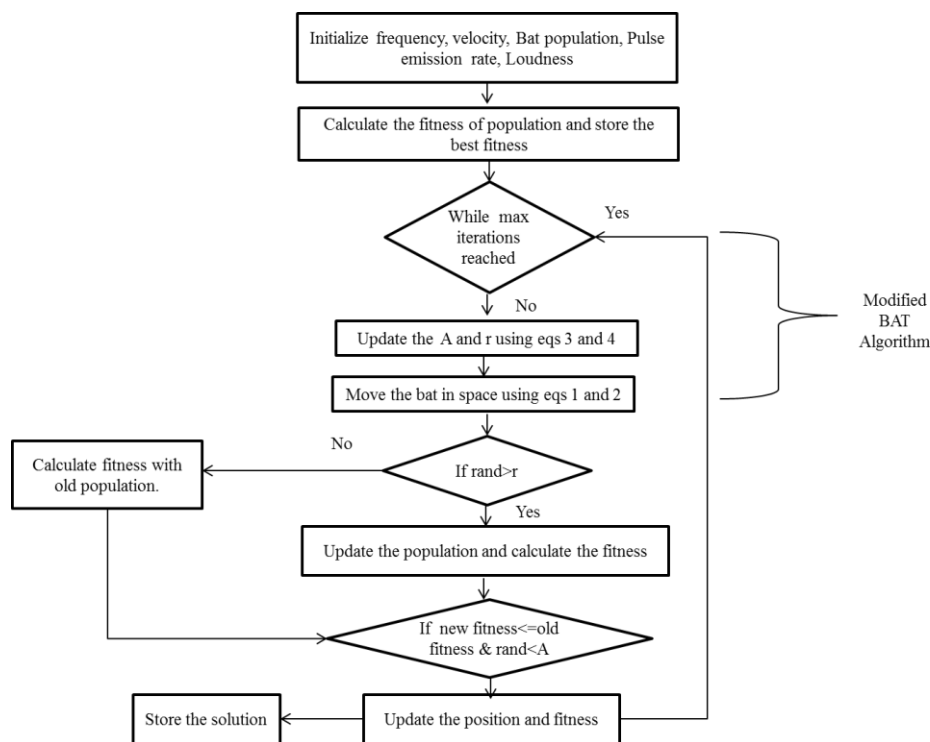 Initialize frequency, velocity, Bat population, Pulse
emission rate, Loudness
Calculate the fitness of population and store the
best fitness
While max
iterations
reached
Yes
No
Modified
BAT
Algorithm
Update the A and r using eqs 3 and 4
Move the bat in space using eqs 1 and 2
No
Calculate fitness with
old population.
If rand>r
Yes
Update the population and calculate the fitness
If new fitness<=old
fitness & rand<A
Store the solution
Update the position and fitness